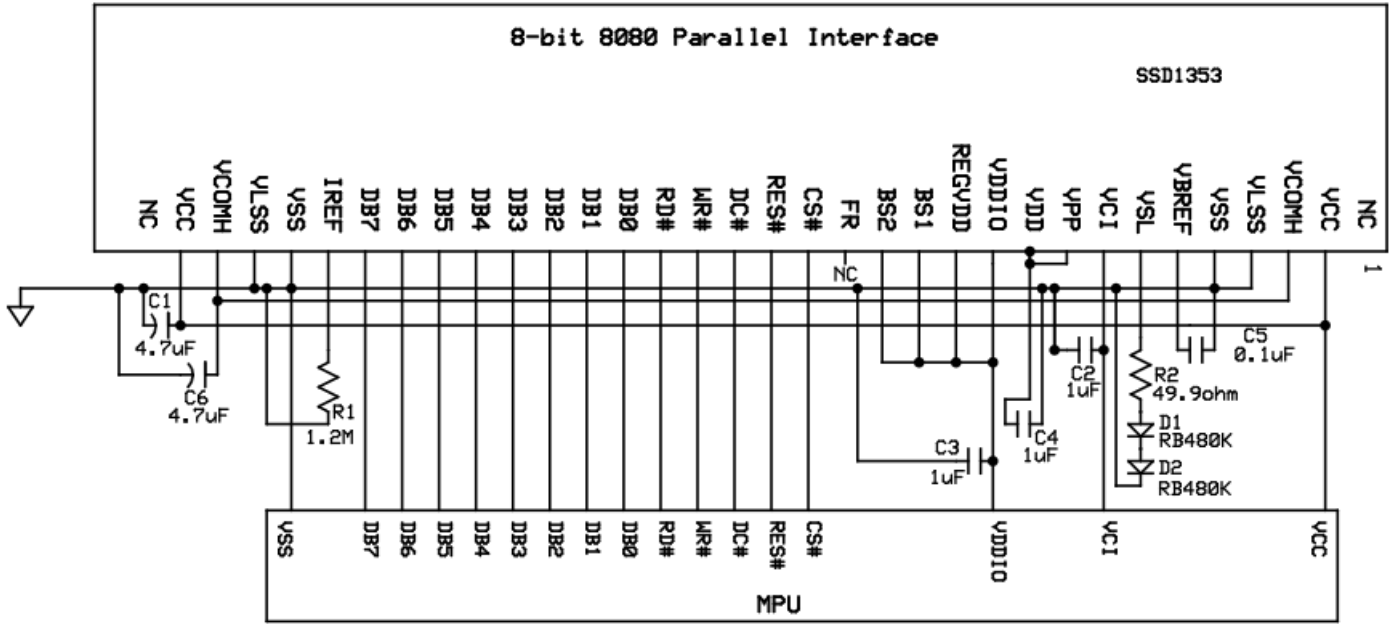 8-bit 8080 Parallel Interface
SSD1353
NC
VCC
VCOMH
VLSS
VSS
IREF
DB7
DB6
DB5
DB4
DB3
DB2
DB1
DB0
RD#
WR#
DC#
RES#
CS#
FR
BS2
BS1
REGVDD
VDDIO
VDD
VPP
VCI
VSL
VBREF
VSS
VLSS
VCOMH
VCC
NC
1
NC
C1
4.7uF
C6
4.7uF
R1
1.2M
C3
1uF
C4
1uF
C2
1uF
C5
0.1uF
R2
49.9ohm
D1
RB480K
D2
RB480K
VSS
DB7
DB6
DB5
DB4
DB3
DB2
DB1
DB0
RD#
WR#
DC#
RES#
CS#
VDDIO
VCI
VCC
MPU